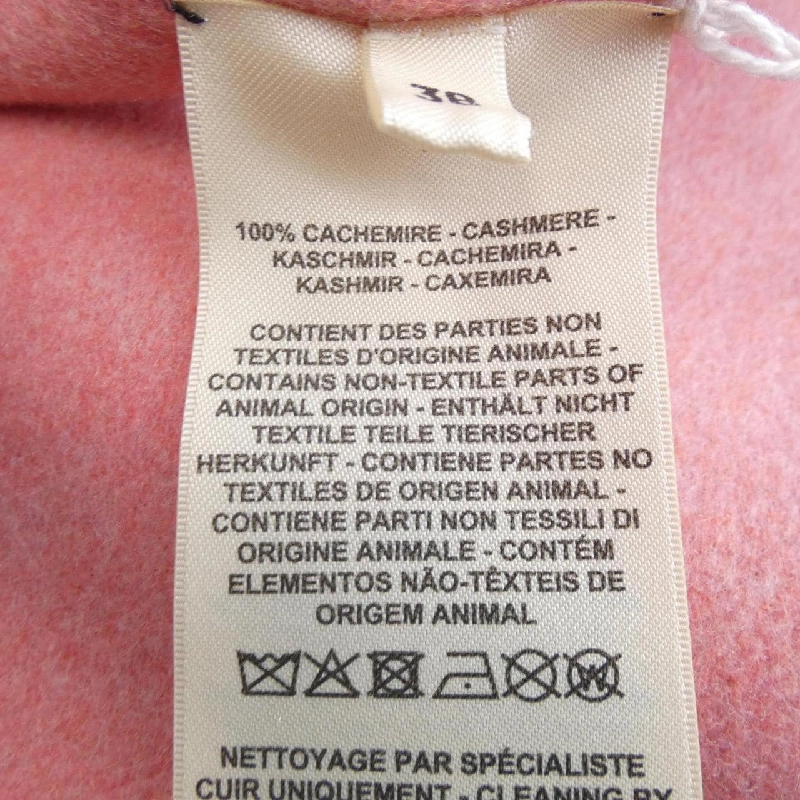 38
100% CACHEMIRE - CASHMERE -
KASCHMIR - CACHEMIRA -
KASHMIR - CAXEMIRA
CONTIENT DES PARTIES NON
TEXTILES D'ORIGINE ANIMALE -
CONTAINS NON-TEXTILE PARTS OF
ANIMAL ORIGIN - ENTHÄLT NICHT
TEXTILE TEILE TIERISCHER
HERKUNFT - CONTIENE PARTES NO
TEXTILES DE ORIGEN ANIMAL -
CONTIENE PARTI NON TESSILI DI
ORIGINE ANIMALE - CONTÉM
ELEMENTOS NÃO-TÊXTEIS DE
ORIGEM ANIMAL
W
NETTOYAGE PAR SPÉCIALISTE
CUIR UNIQUEMENT - CLEANING BY